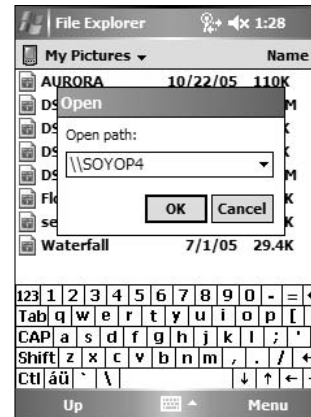 File Explorer 1:28
My Pictures Name
AURORA 10/22/05 110K
DS M
Open
DS K
Open path:
DS K
\\SOYOP4
DS M
Flo K
OK Cancel
se K
Waterfall 7/1/05 29.4K
123 1 2 3 4 5 6 7 8 9 0 - =
Tab q w e r t y u i o p [
CAP a s d f g h j k l ; '
Shift z x c v b n m , . /
Ctl áü ` \
Up Menu